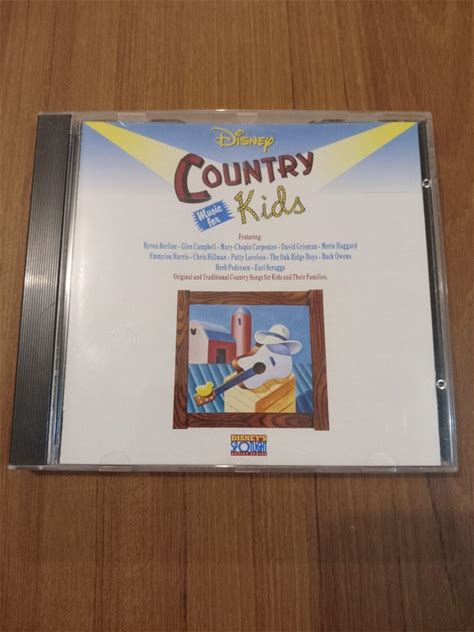 Disney
COUNTRY
Music for
Kids
Featuring:
Byron Berline - Glen Campbell - Mary-Chapin Carpenter - David Grisman - Merle Haggard
Emmylou Harris - Chris Hillman - Patty Loveless - The Oak Ridge Boys - Buck Owens
Herb Pedersen - Earl Scruggs
Original and Traditional Country Songs for Kids and Their Families.
DISNEY'S
SPOTLIGHT